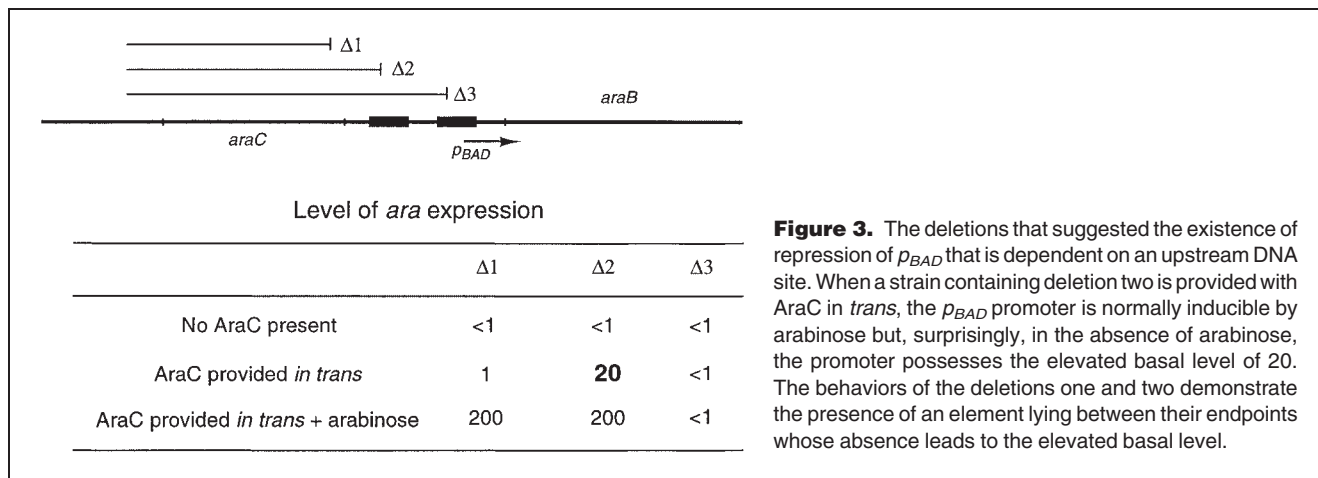 Δ1
Δ2
Δ3
araB
araC
pBAD
Level of ara expression
Δ1 Δ2 Δ3
No AraC present <1 <1 <1
AraC provided in trans 1 20 <1
AraC provided in trans + arabinose 200 200 <1
Figure 3. The deletions that suggested the existence of
repression of pBAD that is dependent on an upstream DNA
site. When a strain containing deletion two is provided with
AraC in trans, the pBAD promoter is normally inducible by
arabinose but, surprisingly, in the absence of arabinose,
the promoter possesses the elevated basal level of 20.
The behaviors of the deletions one and two demonstrate
the presence of an element lying between their endpoints
whose absence leads to the elevated basal level.